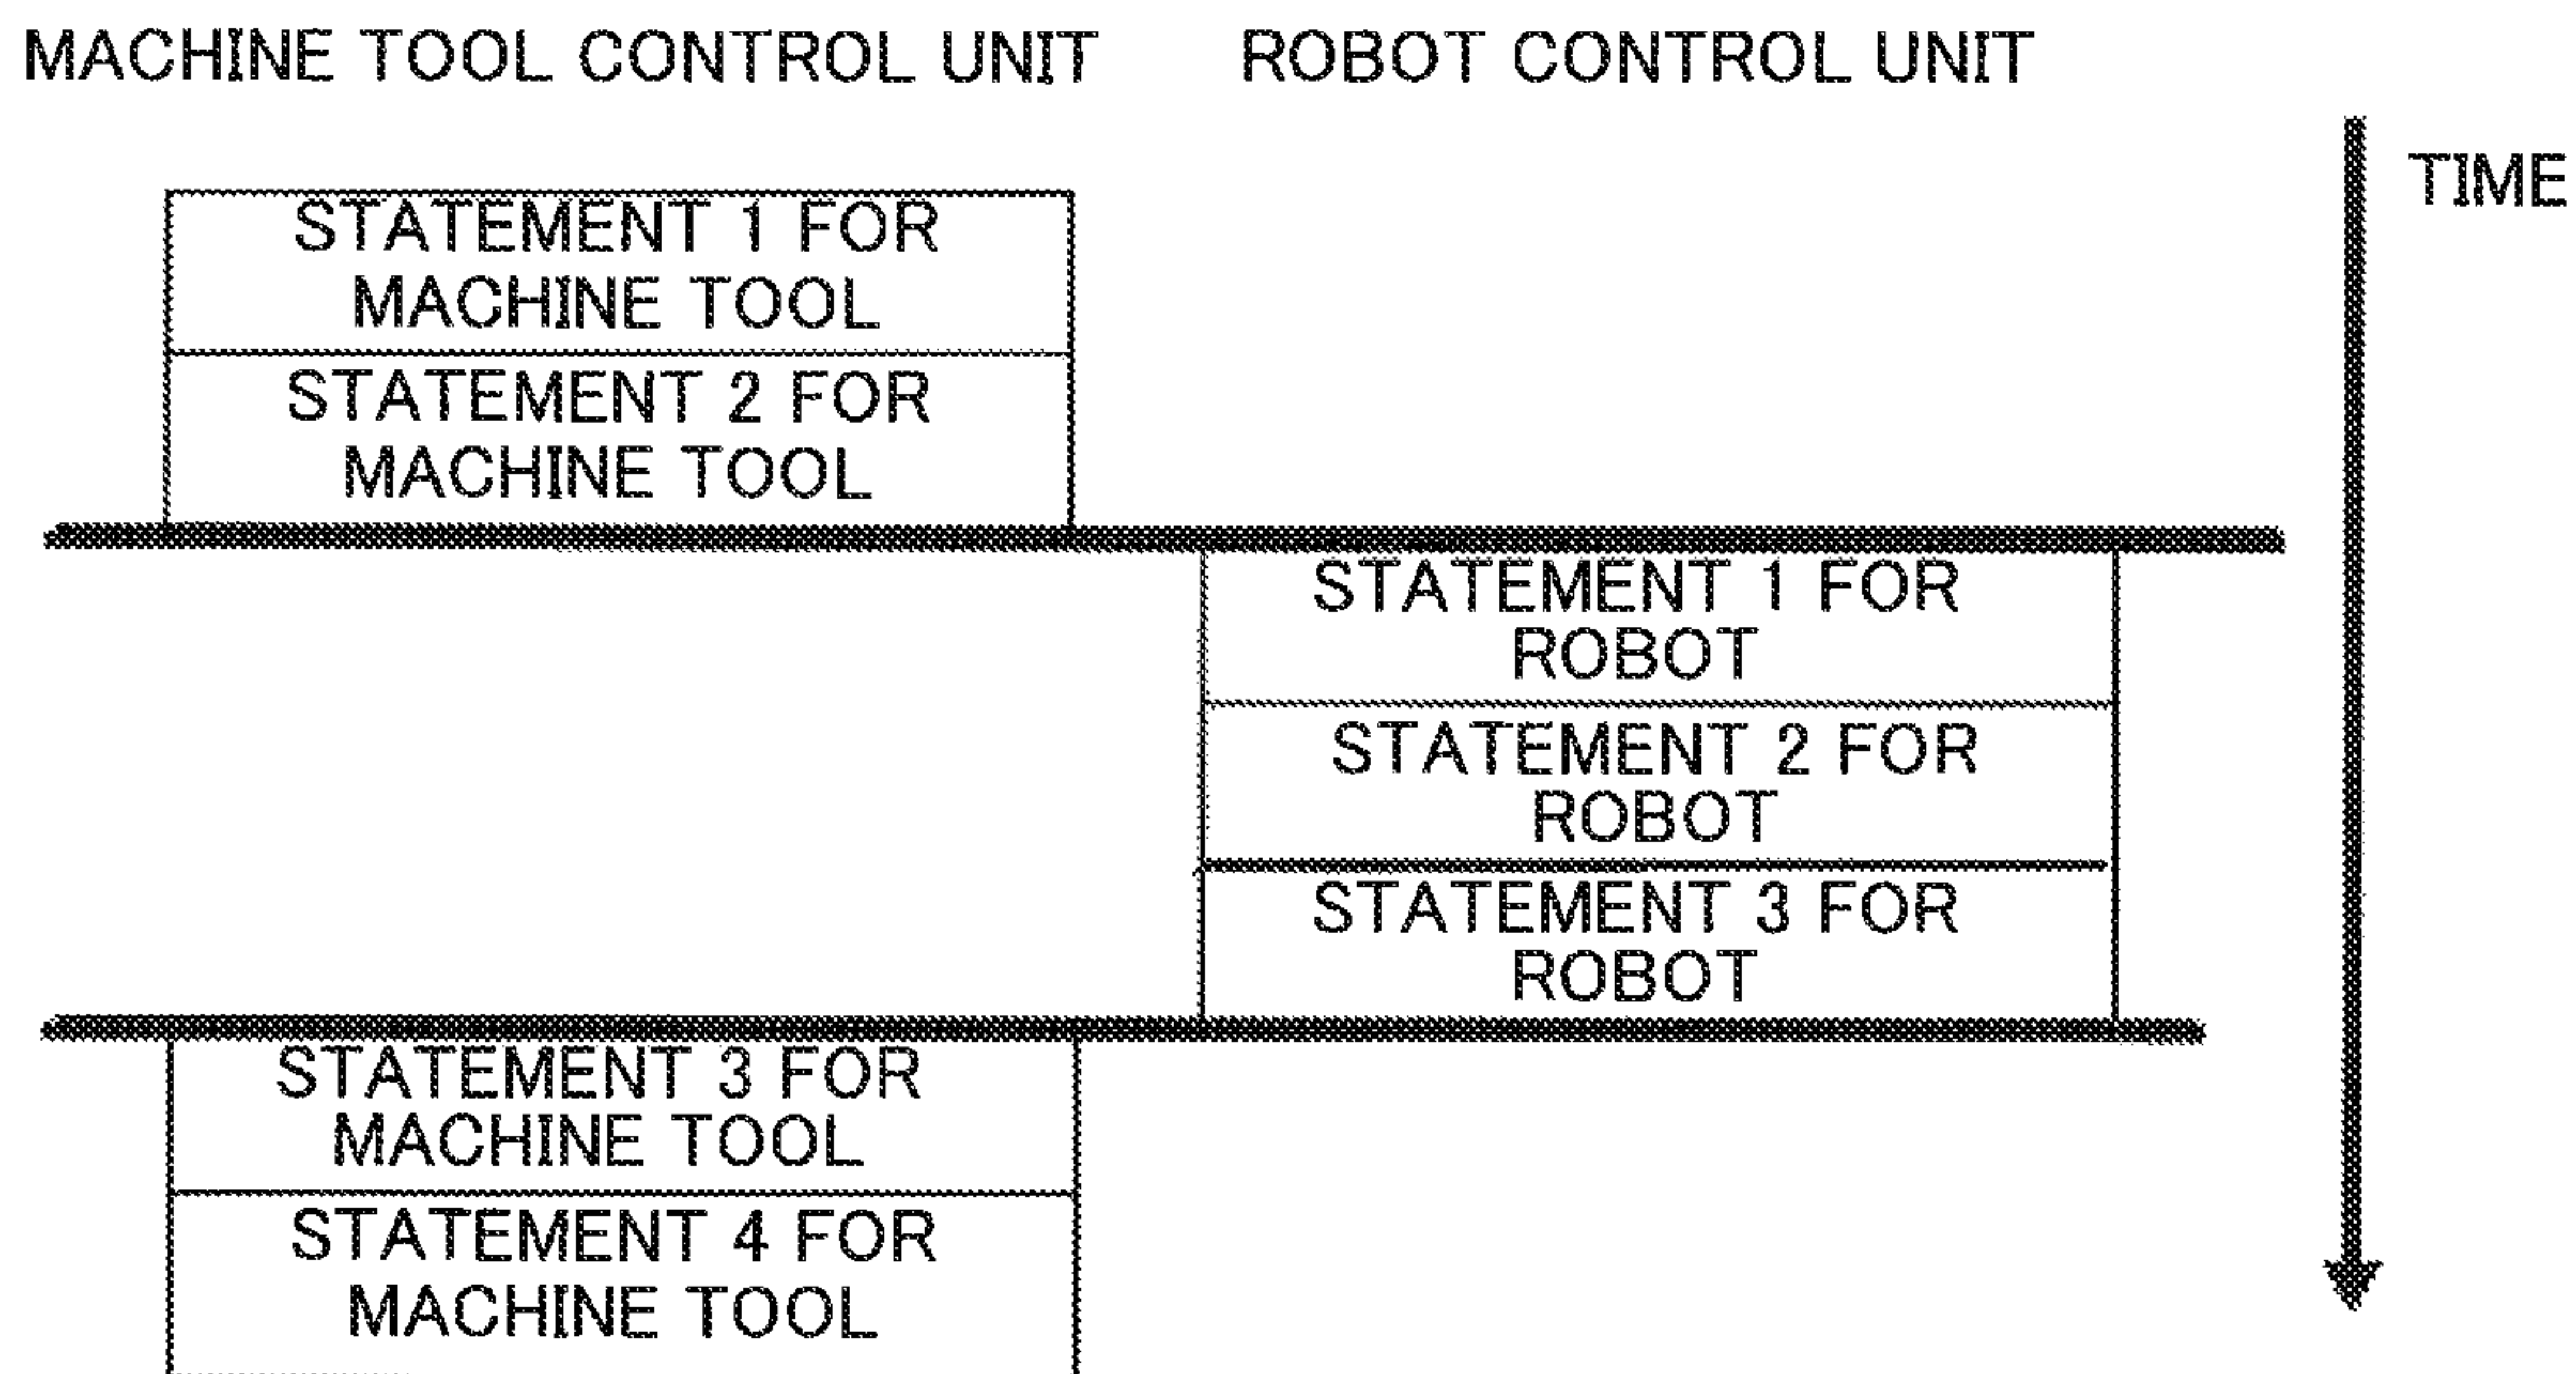 MACHINE TOOL CONTROL UNIT
ROBOT CONTROL UNIT
TIME
STATEMENT 1 FOR
MACHINE TOOL
STATEMENT 2 FOR
MACHINE TOOL
STATEMENT 1 FOR
ROBOT
STATEMENT 2 FOR
ROBOT
STATEMENT 3 FOR
ROBOT
STATEMENT 3 FOR
MACHINE TOOL
STATEMENT 4 FOR
MACHINE TOOL